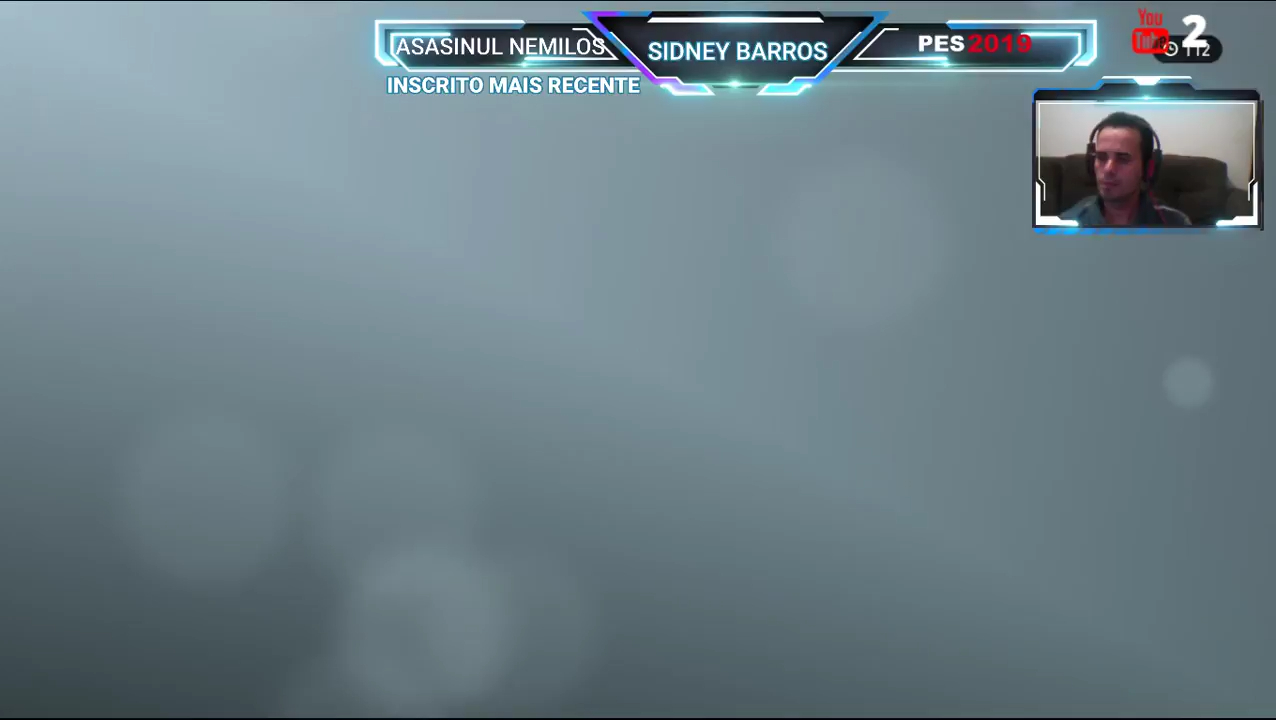 ASASINUL NEMILOS
SIDNEY BARROS
PES2019
You
Tube
2
INSCRITO MAIS RECENTE